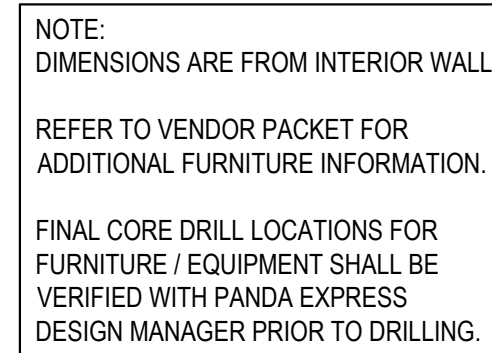 NOTE:
DIMENSIONS ARE FROM INTERIOR WALL
REFER TO VENDOR PACKET FOR
ADDITIONAL FURNITURE INFORMATION.
FINAL CORE DRILL LOCATIONS FOR
FURNITURE / EQUIPMENT SHALL BE
VERIFIED WITH PANDA EXPRESS
DESIGN MANAGER PRIOR TO DRILLING.